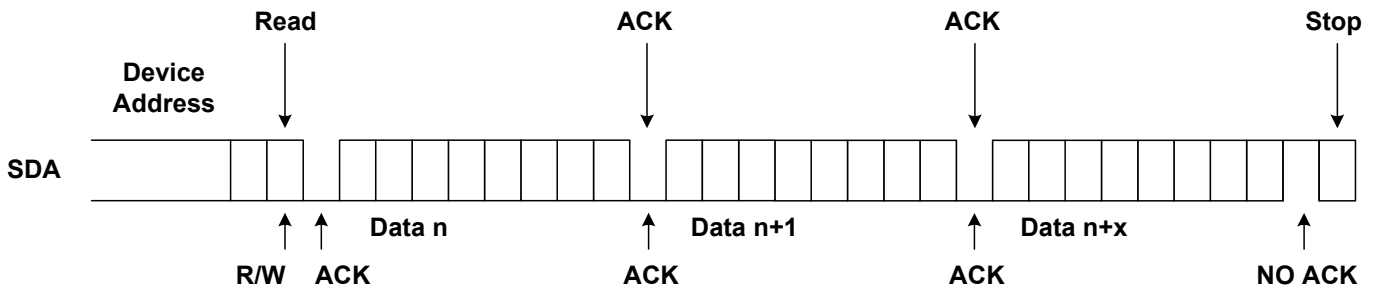 Read
ACK
ACK
Stop
Device
Address
SDA
Data n
Data n+1
Data n+x
R/W
ACK
ACK
ACK
NO ACK